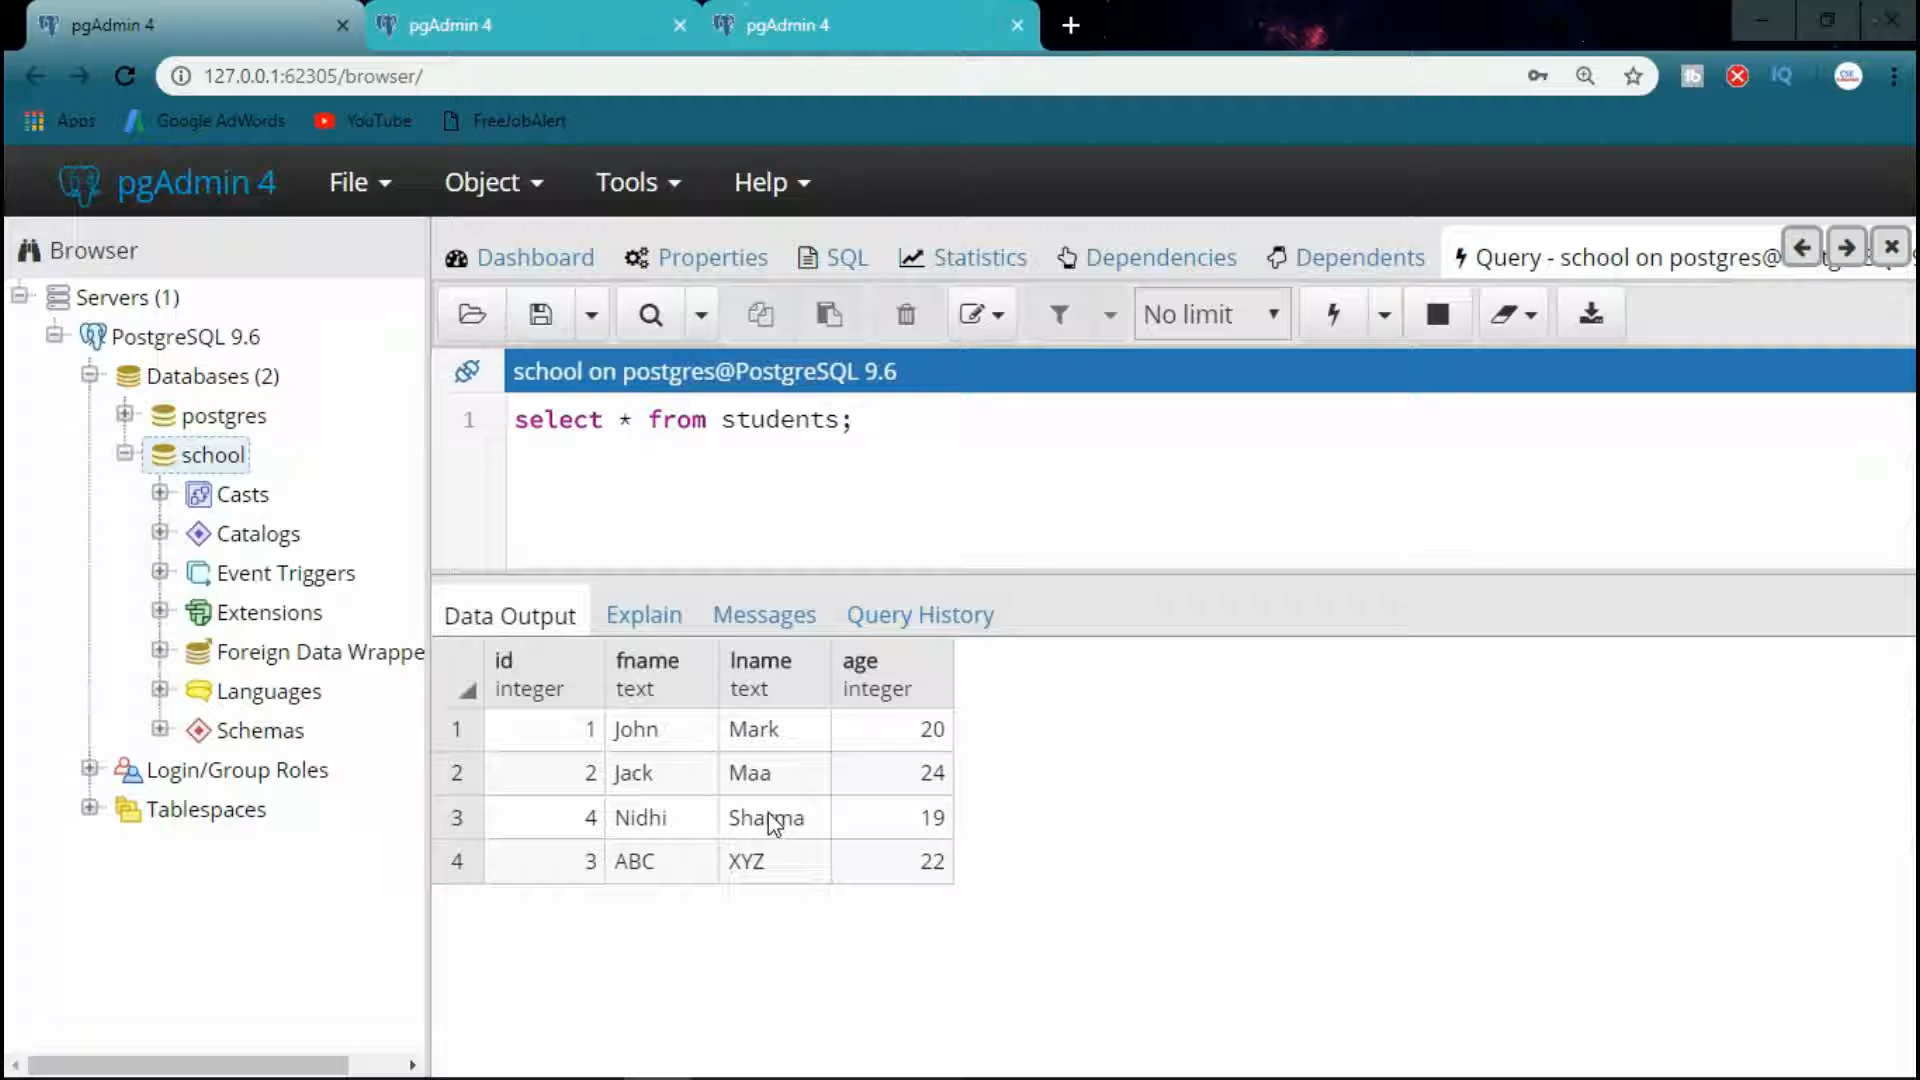 pgAdmin 4
pgAdmin 4
pgAdmin 4
127.0.0.1:62305/browser/
IQ
Apps
Google AdWords
YouTube
FreeJobAlert
pgAdmin 4
File
Object
Tools
Help
Browser
Dashboard
Properties
SQL
Statistics
Dependencies
Dependents
Query - school on postgres@
Servers (1)
PostgreSQL 9.6
Databases (2)
postgres
school
Casts
Catalogs
Event Triggers
Extensions
Foreign Data Wrappe
Languages
Schemas
Login/Group Roles
Tablespaces
No limit
school on postgres@PostgreSQL 9.6
1 select * from students;
Data Output
Explain
Messages
Query History
id fname lname age
integer text text integer
1 1 John Mark 20
2 2 Jack Maa 24
3 4 Nidhi Sharma 19
4 3 ABC XYZ 22